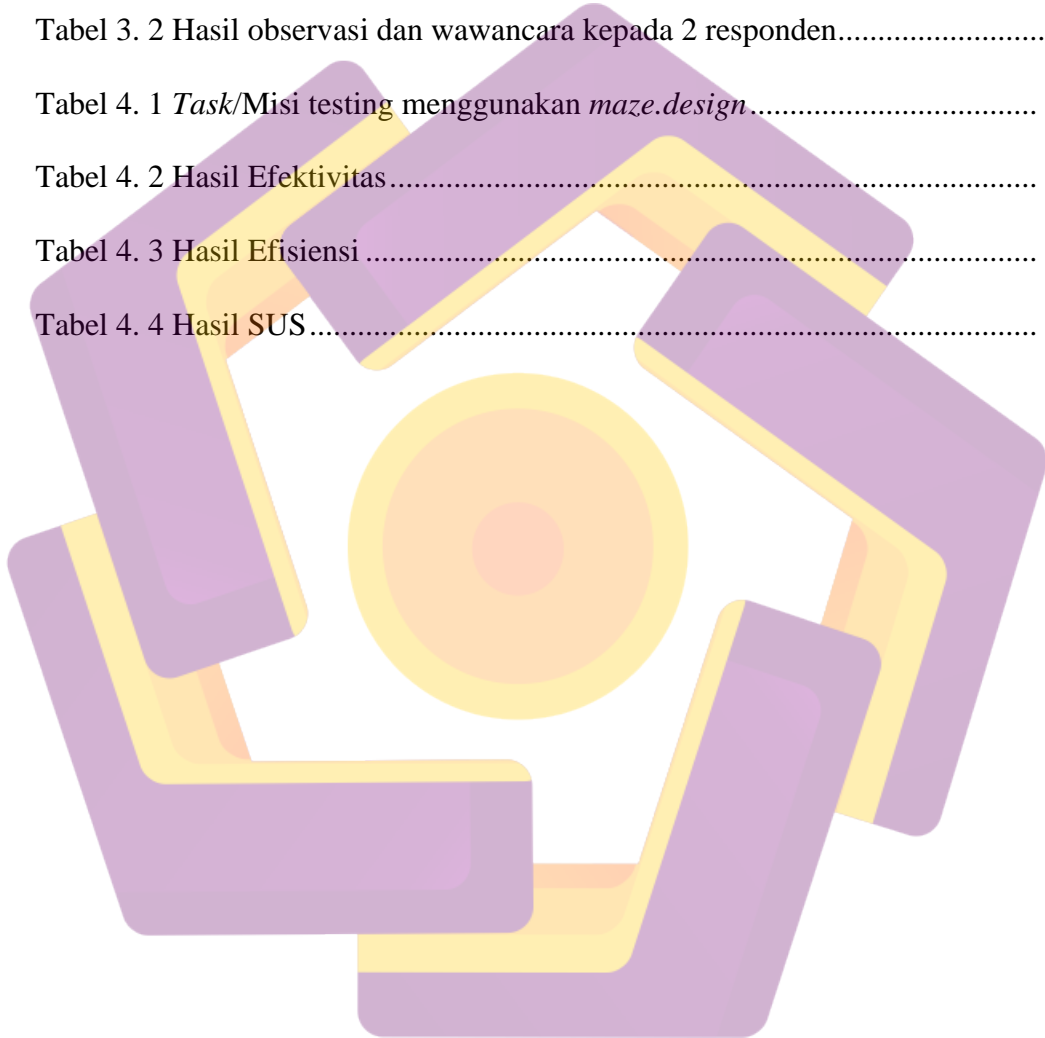 Tabel 3. 2 Hasil observasi dan wawancara kepada 2 responden.........................
Tabel 4. 1 Task/Misi testing menggunakan maze.design...................................
Tabel 4. 2 Hasil Efektivitas................................................................................
Tabel 4. 3 Hasil Efisiensi ...................................................................................
Tabel 4. 4 Hasil SUS..........................................................................................